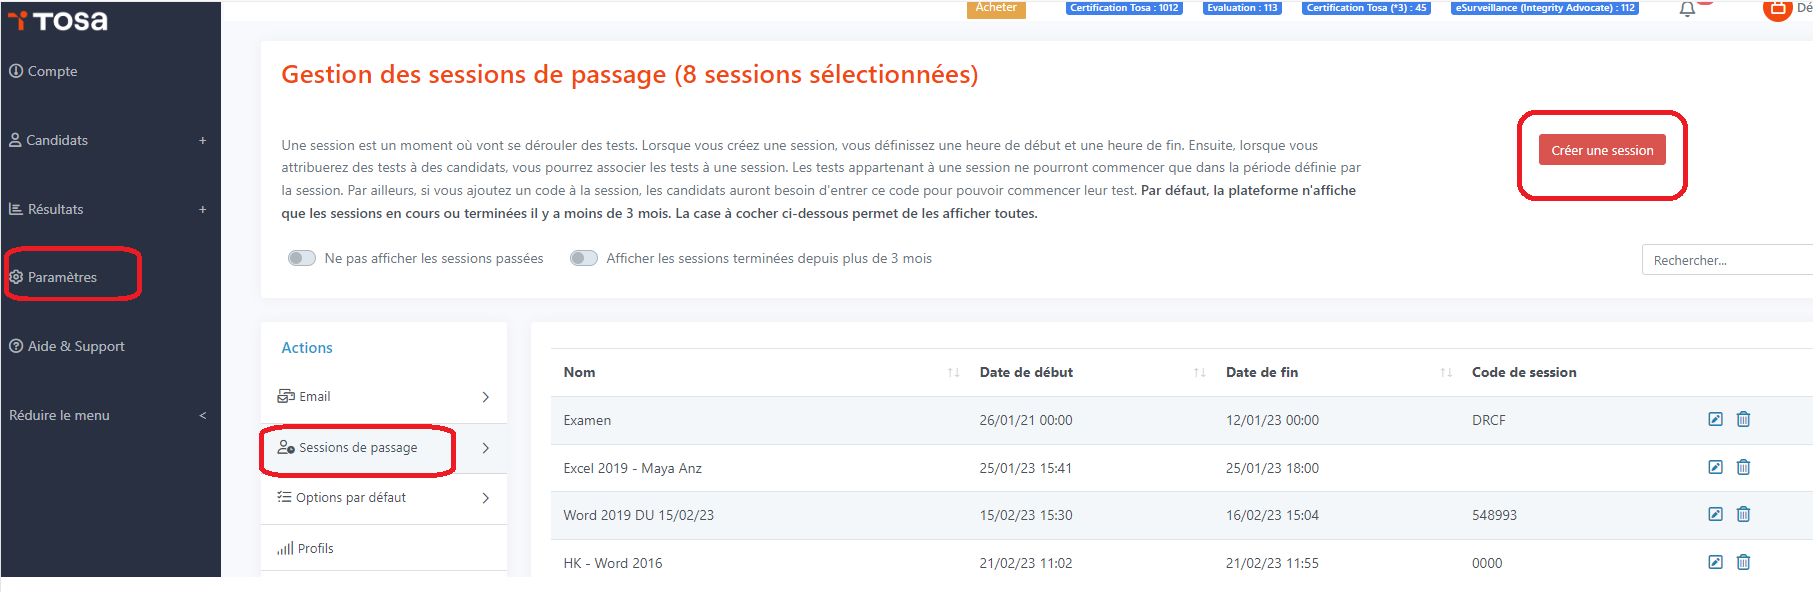 TOSA
Acheter
Certification Tosa : 1012
Evaluation : 113
Certification Tosa (*3) : 45
eSurveillance (Integrity Advocate) : 112
Dé
Compte
Candidats +
Résultats +
Paramètres
Aide & Support
Réduire le menu <
Gestion des sessions de passage (8 sessions sélectionnées)
Une session est un moment où vont se dérouler des tests. Lorsque vous créez une session, vous définissez une heure de début et une heure de fin. Ensuite, lorsque vous
attribuerez des tests à des candidats, vous pourrez associer les tests à une session. Les tests appartenant à une session ne pourront commencer que dans la période définie par
la session. Par ailleurs, si vous ajoutez un code à la session, les candidats auront besoin d'entrer ce code pour pouvoir commencer leur test. Par défaut, la plateforme n'affiche
que les sessions en cours ou terminées il y a moins de 3 mois. La case à cocher ci-dessous permet de les afficher toutes.
Créer une session
Ne pas afficher les sessions passées
Afficher les sessions terminées depuis plus de 3 mois
Rechercher...
Actions
Email
Sessions de passage
Options par défaut
Profils
Nom Date de début Date de fin Code de session
Examen 26/01/21 00:00 12/01/23 00:00 DRCF
Excel 2019 - Maya Anz 25/01/23 15:41 25/01/23 18:00
Word 2019 DU 15/02/23 15/02/23 15:30 16/02/23 15:04 548993
HK - Word 2016 21/02/23 11:02 21/02/23 11:55 0000